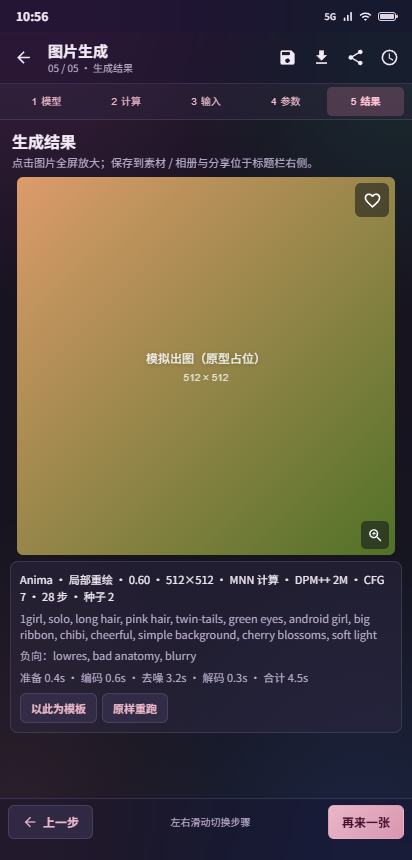 10:56
5G
图片生成
05 / 05 • 生成结果
1 模型
2 计算
3 输入
4 参数
5 结果
生成结果
点击图片全屏放大；保存到素材 / 相册与分享位于标题栏右侧。
模拟出图（原型占位）
512 × 512
Anima • 局部重绘 • 0.60 • 512×512 • MNN 计算 • DPM++ 2M • CFG
7 • 28 步 • 种子 2
1girl, solo, long hair, pink hair, twin-tails, green eyes, android girl, big
ribbon, chibi, cheerful, simple background, cherry blossoms, soft light
负向：lowres, bad anatomy, blurry
准备 0.4s • 编码 0.6s • 去噪 3.2s • 解码 0.3s • 合计 4.5s
以此为模板
原样重跑
上一步
左右滑动切换步骤
再来一张